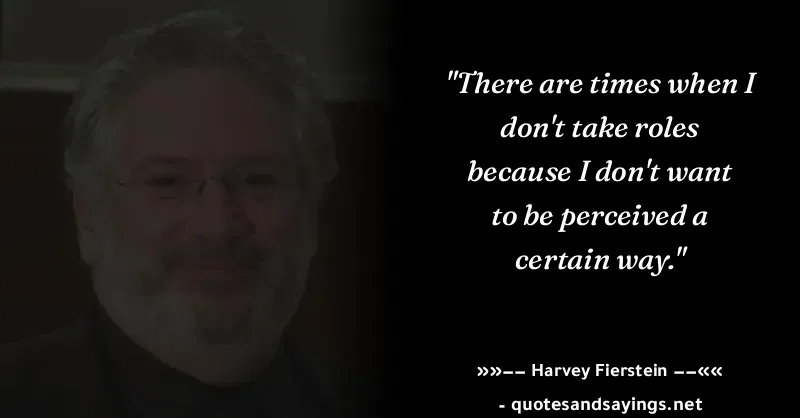 "There are times when I
don't take roles
because I don't want
to be perceived a
certain way."
»»–– Harvey Fierstein ––««
- quotesandsayings.net